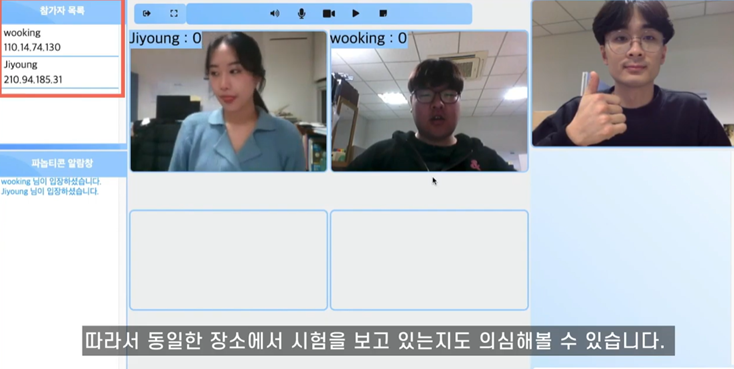 참가자 목록
wooking
110.14.74.130
Jiyoung
210.94.185.31
파놉티콘 알람창
wooking 님이 입장하셨습니다.
Jiyoung 님이 입장하셨습니다.
Jiyoung : 0
wooking : 0
따라서 동일한 장소에서 시험을 보고 있는지도 의심해볼 수 있습니다.